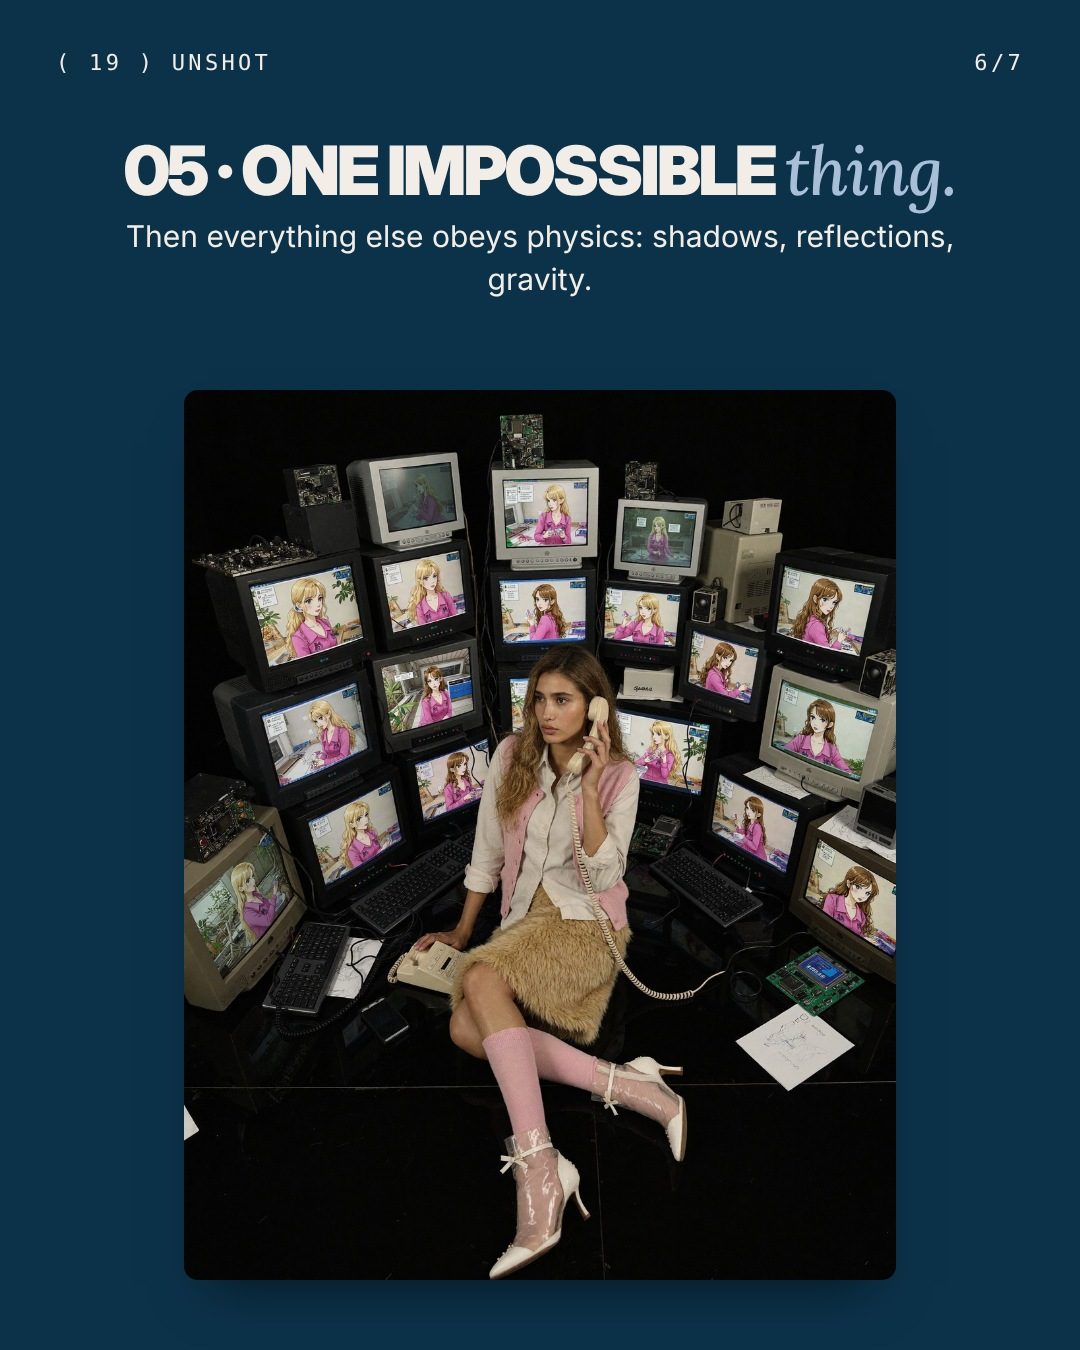 ( 19 ) UNSHOT
6/7
05 · ONE IMPOSSIBLE thing.
Then everything else obeys physics: shadows, reflections,
gravity.